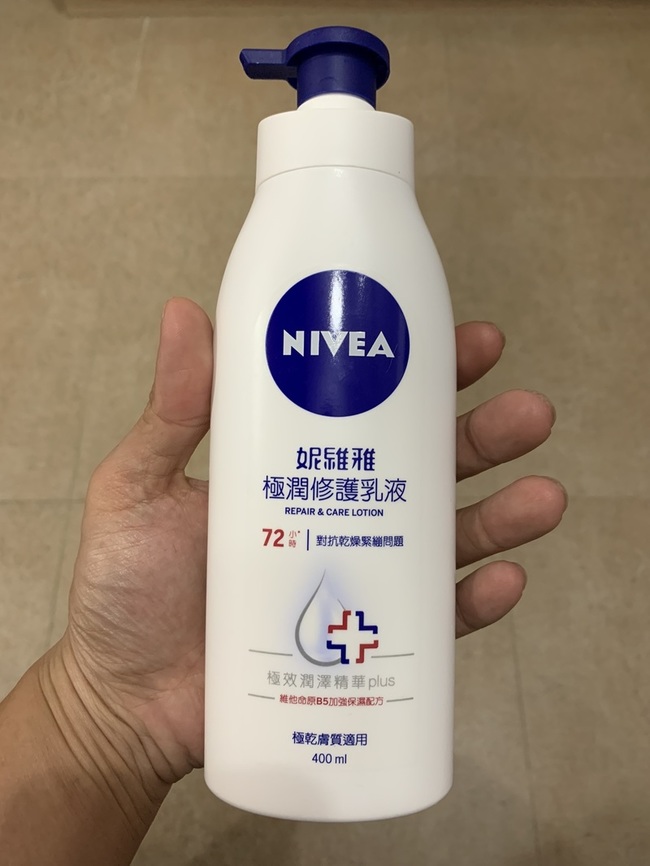 NIVEA
妮維雅
極潤修護乳液
REPAIR & CARE LOTION
72小時* | 對抗乾燥緊繃問題
極效潤澤精華plus
維他命原B5加強保濕配方
極乾膚質適用
400 ml